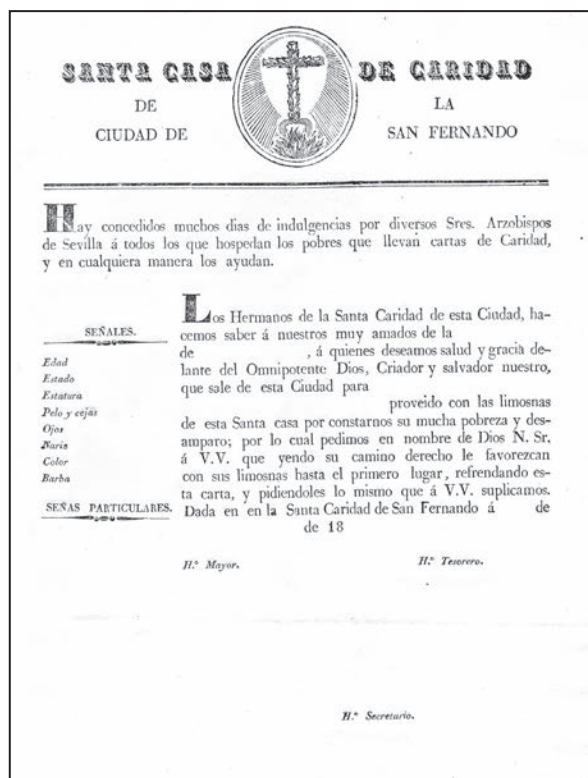 SANTA CASA DE CARIDAD
DE LA
CIUDAD DE SAN FERNANDO
Hay concedidos muchos dias de indulgencias por diversos Sres. Arzobispos
de Sevilla á todos los que hospedan los pobres que llevan cartas de Caridad,
y en cualquiera manera los ayudan.
SEÑALES.
Edad
Estado
Estatura
Pelo y cejas
Ojos
Naris
Color
Barba
SEÑAS PARTICULARES.
Los Hermanos de la Santa Caridad de esta Ciudad, ha-
cemos saber á nuestros muy amados de la
de , á quienes deseamos salud y gracia de-
lante del Omnipotente Dios, Criador y salvador nuestro,
que sale de esta Ciudad para
proveido con las limosnas
de esta Santa casa por constarnos su mucha pobreza y des-
amparo; por lo cual pedimos en nombre de Dios N. Sr.
á V.V. que yendo su camino derecho le favorezcan
con sus limosnas hasta el primero lugar, refrendando es-
ta carta, y pidiendoles lo mismo que á V.V. suplicamos.
Dada en en la Santa Caridad de San Fernando á de
de 18
H.º Mayor. H.º Tesorero.
H.º Secretario.